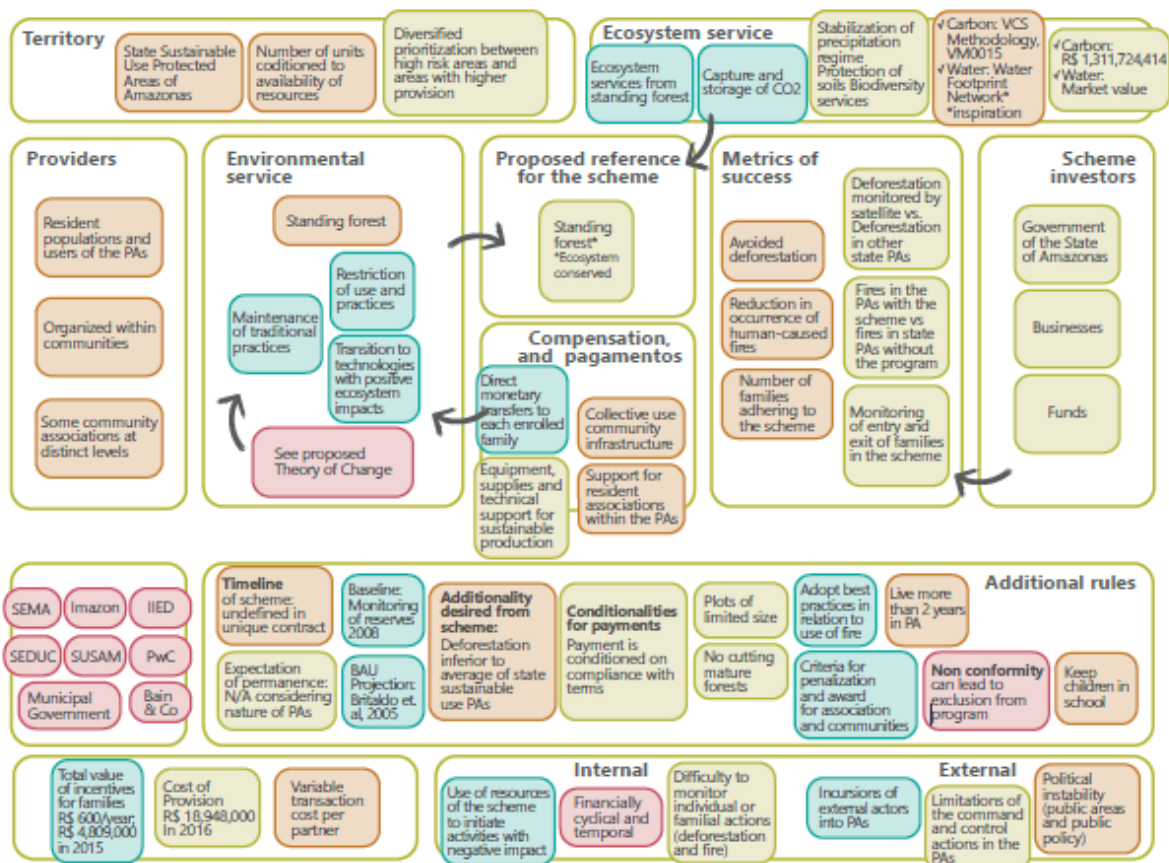 Territory
State Sustainable
Use Protected
Areas of
Amazonas
Number of units
coditioned to
availability of
resources
Diversified
prioritization between
high risk areas and
areas with higher
provision
Ecosystem service
Ecosystem
services from
standing forest
Capture and
storage of CO2
Stabilization of
precipitation
regime
Protection of
soils Biodiversity
services
√ Carbon: VCS
Methodology,
VM0015
√ Water: Water
Footprint
Network*
*inspiration
√ Carbon:
R$ 1,311,724,414
√ Water:
Market value
Providers
Resident
populations and
users of the PAs
Organized within
communities
Some community
associations at
distinct levels
Environmental
service
Standing forest
Restriction
of use and
practices
Maintenance
of traditional
practices
Transition to
technologies
with positive
ecosystem
impacts
See proposed
Theory of Change
Proposed reference
for the scheme
Standing
forest*
*Ecosystem
conserved
Compensation,
and pagamentos
Direct
monetary
transfers to
each enrolled
family
Collective use
community
infrastructure
Equipment,
supplies and
technical
support for
sustainable
production
Support for
resident
associations
within the PAs
Metrics of
success
Avoided
deforestation
Reduction in
occurrence of
human-caused
fires
Number of
families
adhering to
the scheme
Deforestation
monitored by
satellite vs.
Deforestation
in other
state PAs
Fires in the
PAs with the
scheme vs
fires in state
PAs without
the program
Monitoring
of entry and
exit of families
in the scheme
Scheme
investors
Government
of the State
of Amazonas
Businesses
Funds
SEMA
Imazon
IIED
SEDUC
SUSAM
PwC
Municipal
Government
Bain
& Co
Additional rules
Timeline
of scheme:
undefined in
unique contract
Expectation
of permanence:
N/A considering
nature of PAs
Baseline:
Monitoring
of reserves
2008
BAU
Projection:
Britaldo et.
al, 2005
Additionality
desired from
scheme:
Deforestation
inferior to
average of state
sustainable
use PAs
Conditionalities
for payments
Payment is
conditioned on
compliance with
terms
Plots of
limited size
No cutting
mature
forests
Adopt best
practices in
relation to
use of fire
Live more
than 2 years
in PA
Criteria for
penalization
and award
for association
and communities
Non conformity
can lead to
exclusion from
program
Keep
children in
school
Total value
of incentives
for families
R$ 600/year;
R$ 4,809,000
in 2015
Cost of
Provision
R$ 18,948,000
In 2016
Variable
transaction
cost per
partner
Internal
Use of resources
of the scheme
to initiate
activities with
negative impact
Financially
cyclical and
temporal
Difficulty to
monitor
individual or
familial actions
(deforestation
and fire)
External
Incursions of
external actors
into PAs
Limitations of
the command
and control
actions in the
PAs
Political
instability
(public areas
and public
policy)